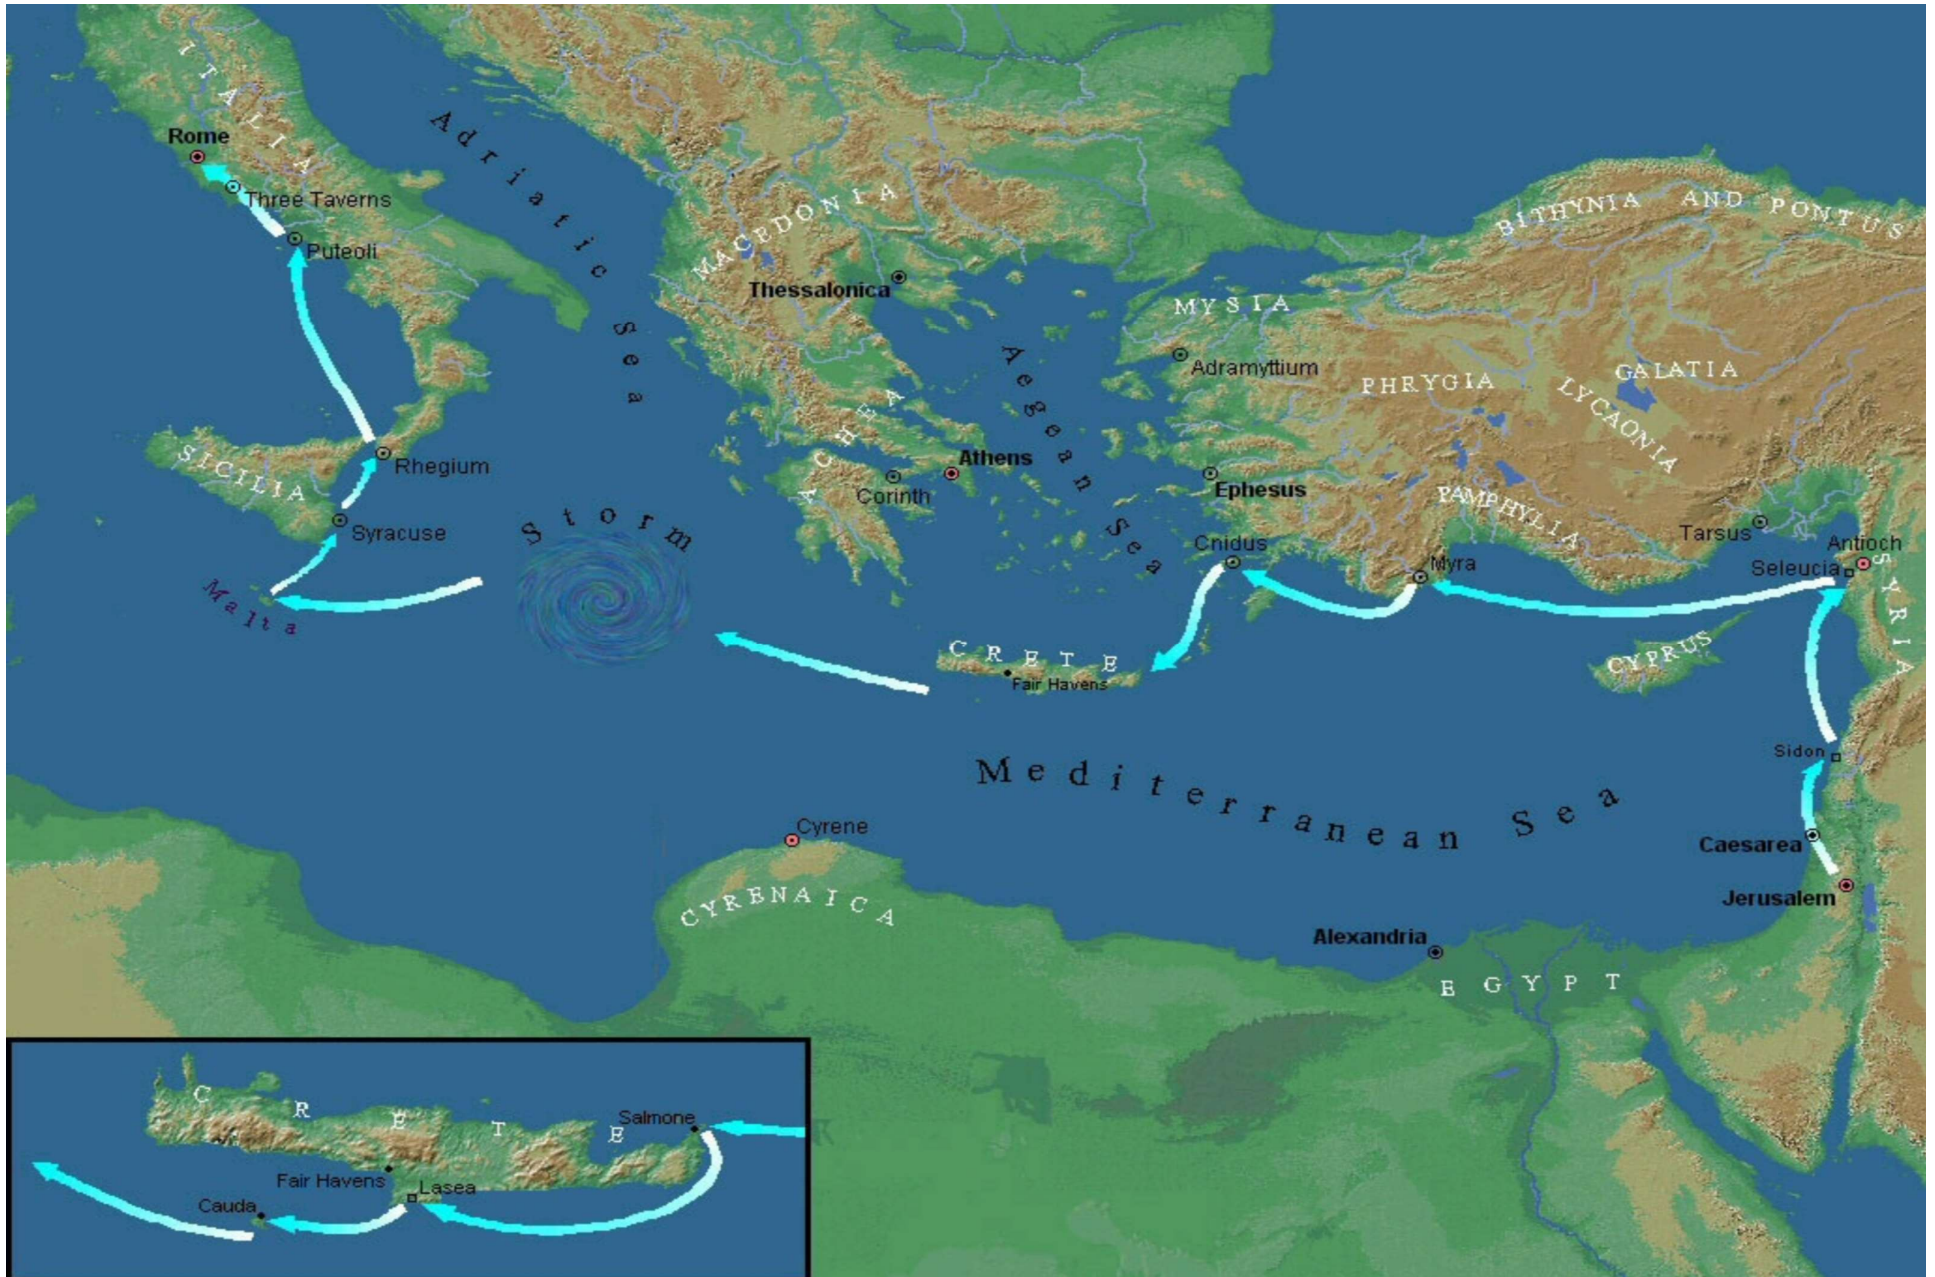 ITALIA
Rome
Three Taverns
Puteoli
Adriatic Sea
MACEDONIA
Thessalonica
BITHYNIA AND PONTUS
MYSIA
Adramyttium
Aegean Sea
PHRYGIA
GALATIA
LYCAONIA
ACHEA
Athens
Corinth
Ephesus
PAMPHYLLIA
Tarsus
Antioch
Seleucia
SYRIA
SICILIA
Rhegium
Syracuse
Malta
Storm
Cnidus
Myra
CRETE
Fair Havens
CYPRUS
Mediterranean Sea
Sidon
Caesarea
Jerusalem
Cyrene
CYRENAICA
Alexandria
EGYPT
CRETE
Salmone
Fair Havens
Lasea
Cauda